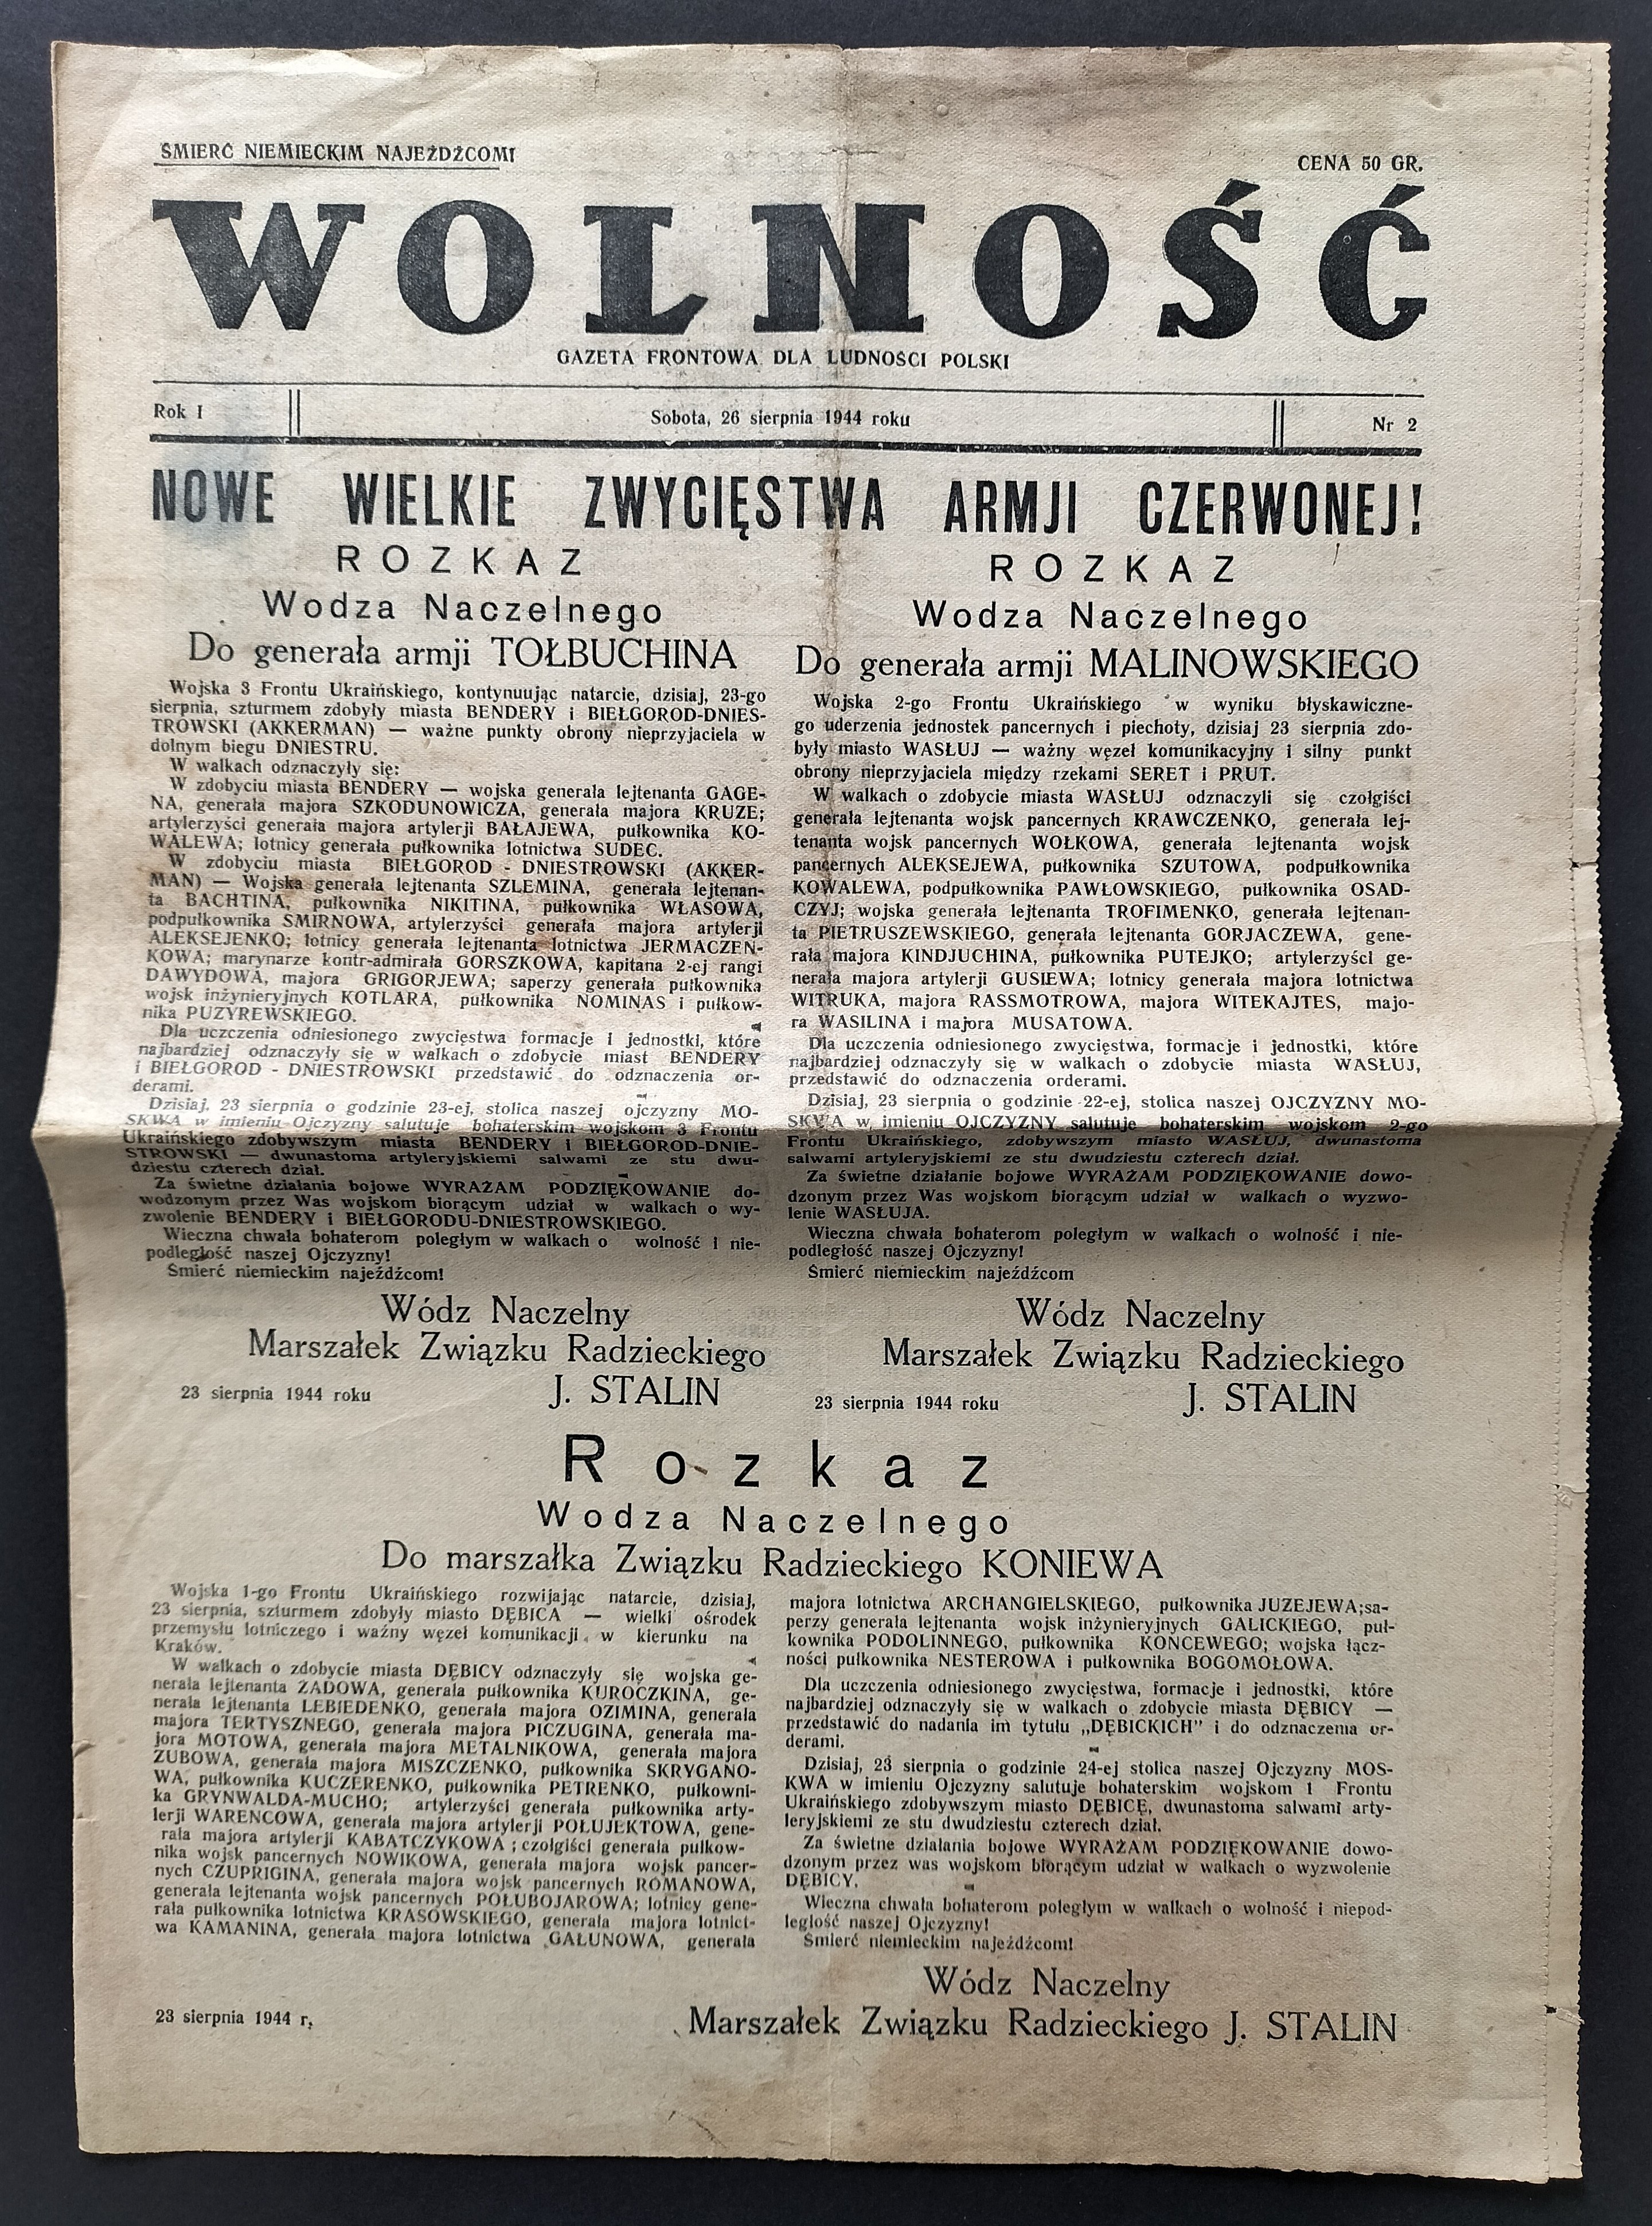 ŚMIERĆ NIEMIECKIM NAJEŹDŹCOM!
CENA 50 GR.
WOLNOŚĆ
GAZETA FRONTOWA DLA LUDNOŚCI POLSKI
Rok I
Sobota, 26 sierpnia 1944 roku
Nr 2
NOWE WIELKIE ZWYCIĘSTWA ARMJI CZERWONEJ!
ROZKAZ
Wodza Naczelnego
Do generała armji TOŁBUCHINA
Wojska 3 Frontu Ukraińskiego, kontynuując natarcie, dzisiaj, 23-go
sierpnia, szturmem zdobyły miasta BENDERY i BIEŁGOROD-DNIES-
TROWSKI (AKKERMAN) — ważne punkty obrony nieprzyjaciela w
dolnym biegu DNIESTRU.
W walkach odznaczyły się:
W zdobyciu miasta BENDERY — wojska generała lejtenanta GAGE-
NA, generała majora SZKODUNOWICZA, generała majora KRUZE;
artylerzyści generała majora artylerji BAŁAJEWA, pułkownika KO-
WALEWA; lotnicy generała pułkownika lotnictwa SUDEC.
W zdobyciu miasta BIEŁGOROD - DNIESTROWSKI (AKKER-
MAN) — Wojska generała lejtenanta SZLEMINA, generała lejtenan-
ta BACHTINA, pułkownika NIKITINA, pułkownika WŁASOWA,
podpułkownika SMIRNOWA, artylerzyści generała majora artylerji
ALEKSEJENKO; lotnicy generała lejtenanta lotnictwa JERMACZEN-
KOWA; marynarze kontr-admirała GORSZKOWA, kapitana 2-ej rangi
DAWYDOWA, majora GRIGORJEWA; saperzy generała pułkownika
wojsk inżynieryjnych KOTLARA, pułkownika NOMINAS i pułkow-
nika PUZYREWSKIEGO.
Dla uczczenia odniesionego zwycięstwa formacje i jednostki, które
najbardziej odznaczyły się w walkach o zdobycie miast BENDERY
i BIEŁGOROD - DNIESTROWSKI przedstawić do odznaczenia or-
derami.
Dzisiaj, 23 sierpnia o godzinie 23-ej, stolica naszej ojczyzny MO-
SKWA w imieniu Ojczyzny salutuje bohaterskim wojskom 3 Frontu
Ukraińskiego zdobywszym miasta BENDERY i BIEŁGOROD-DNIE-
STROWSKI — dwunastoma artyleryjskiemi salwami ze stu dwu-
dziestu czterech dział.
Za świetne działania bojowe WYRAŻAM PODZIĘKOWANIE do-
wodzonym przez Was wojskom biorącym udział w walkach o wy-
zwolenie BENDERY i BIEŁGORODU-DNIESTROWSKIEGO.
Wieczna chwała bohaterom poległym w walkach o wolność i nie-
podległość naszej Ojczyzny!
Śmierć niemieckim najeźdźcom!
Wódz Naczelny
Marszałek Związku Radzieckiego
23 sierpnia 1944 roku
J. STALIN
ROZKAZ
Wodza Naczelnego
Do generała armji MALINOWSKIEGO
Wojska 2-go Frontu Ukraińskiego w wyniku błyskawiczne-
go uderzenia jednostek pancernych i piechoty, dzisiaj 23 sierpnia zdo-
były miasto WASŁUJ — ważny węzeł komunikacyjny i silny punkt
obrony nieprzyjaciela między rzekami SERET i PRUT.
W walkach o zdobycie miasta WASŁUJ odznaczyli się czołgiści
generała lejtenanta wojsk pancernych KRAWCZENKO, generała lej-
tenanta wojsk pancernych WOŁKOWA, generała lejtenanta wojsk
pancernych ALEKSEJEWA, pułkownika SZUTOWA, podpułkownika
KOWALEWA, podpułkownika PAWŁOWSKIEGO, pułkownika OSAD-
CZYJ; wojska generała lejtenanta TROFIMENKO, generała lejtenan-
ta PIETRUSZEWSKIEGO, generała lejtenanta GORJACZEWA, gene-
rała majora KINDJUCHINA, pułkownika PUTEJKO; artylerzyści ge-
nerała majora artylerji GUSIEWA; lotnicy generała majora lotnictwa
WITRUKA, majora RASSMOTROWA, majora WITEKAJTES, majo-
ra WASILINA i majora MUSATOWA.
Dla uczczenia odniesionego zwycięstwa, formacje i jednostki, które
najbardziej odznaczyły się w walkach o zdobycie miasta WASŁUJ,
przedstawić do odznaczenia orderami.
Dzisiaj, 23 sierpnia o godzinie 22-ej, stolica naszej OJCZYZNY MO-
SKWA w imieniu OJCZYZNY salutuje bohaterskim wojskom 2-go
Frontu Ukraińskiego, zdobywszym miasto WASŁUJ, dwunastoma
salwami artyleryjskiemi ze stu dwudziestu czterech dział.
Za świetne działanie bojowe WYRAŻAM PODZIĘKOWANIE dowo-
dzonym przez Was wojskom biorącym udział w walkach o wyzwo-
lenie WASŁUJA.
Wieczna chwała bohaterom poległym w walkach o wolność i nie-
podległość naszej Ojczyzny!
Śmierć niemieckim najeźdźcom
Wódz Naczelny
Marszałek Związku Radzieckiego
23 sierpnia 1944 roku
J. STALIN
Rozkaz
Wodza Naczelnego
Do marszałka Związku Radzieckiego KONIEWA
Wojska 1-go Frontu Ukraińskiego rozwijając natarcie, dzisiaj,
23 sierpnia, szturmem zdobyły miasto DĘBICA — wielki ośrodek
przemysłu lotniczego i ważny węzeł komunikacji w kierunku na
Kraków.
W walkach o zdobycie miasta DĘBICY odznaczyły się wojska ge-
nerała lejtenanta ŻADOWA, generała pułkownika KUROCZKINA, ge-
nerała lejtenanta LEBIEDENKO, generała majora OZIMINA, generała
majora TERTYSZNEGO, generała majora PICZUGINA, generała ma-
jora MOTOWA, generała majora METALNIKOWA, generała majora
ZUBOWA, generała majora MISZCZENKO, pułkownika SKRYGANO-
WA, pułkownika KUCZERENKO, pułkownika PETRENKO, pułkowni-
ka GRYNWALDA-MUCHO; artylerzyści generała pułkownika arty-
lerji WARENCOWA, generała majora artylerji POŁUJEKTOWA, gene-
rała majora artylerji KABATCZYKOWA ; czołgiści generała pułkow-
nika wojsk pancernych NOWIKOWA, generała majora wojsk pancer-
nych CZUPRIGINA, generała majora wojsk pancernych ROMANOWA,
generała lejtenanta wojsk pancernych POŁUBOJAROWA; lotnicy gene-
rała pułkownika lotnictwa KRASOWSKIEGO, generała majora lotnict-
wa KAMANINA, generała majora lotnictwa GAŁUNOWA, generała
majora lotnictwa ARCHANGIELSKIEGO, pułkownika JUZEJEWA;sa-
perzy generała lejtenanta wojsk inżynieryjnych GALICKIEGO, puł-
kownika PODOLINNEGO, pułkownika KONCEWEGO; wojska łącz-
ności pułkownika NESTEROWA i pułkownika BOGOMOŁOWA.
Dla uczczenia odniesionego zwycięstwa, formacje i jednostki, które
najbardziej odznaczyły się w walkach o zdobycie miasta DĘBICY —
przedstawić do nadania im tytułu „DĘBICKICH” i do odznaczenia or-
derami.
Dzisiaj, 23 sierpnia o godzinie 24-ej stolica naszej Ojczyzny MOS-
KWA w imieniu Ojczyzny salutuje bohaterskim wojskom 1 Frontu
Ukraińskiego zdobywszym miasto DĘBICĘ, dwunastoma salwami arty-
leryjskiemi ze stu dwudziestu czterech dział.
Za świetne działania bojowe WYRAŻAM PODZIĘKOWANIE dowo-
dzonym przez was wojskom biorącym udział w walkach o wyzwolenie
DĘBICY.
Wieczna chwała bohaterom poległym w walkach o wolność i niepod-
ległość naszej Ojczyzny!
Śmierć niemieckim najeźdźcom!
Wódz Naczelny
23 sierpnia 1944 r.
Marszałek Związku Radzieckiego J. STALIN